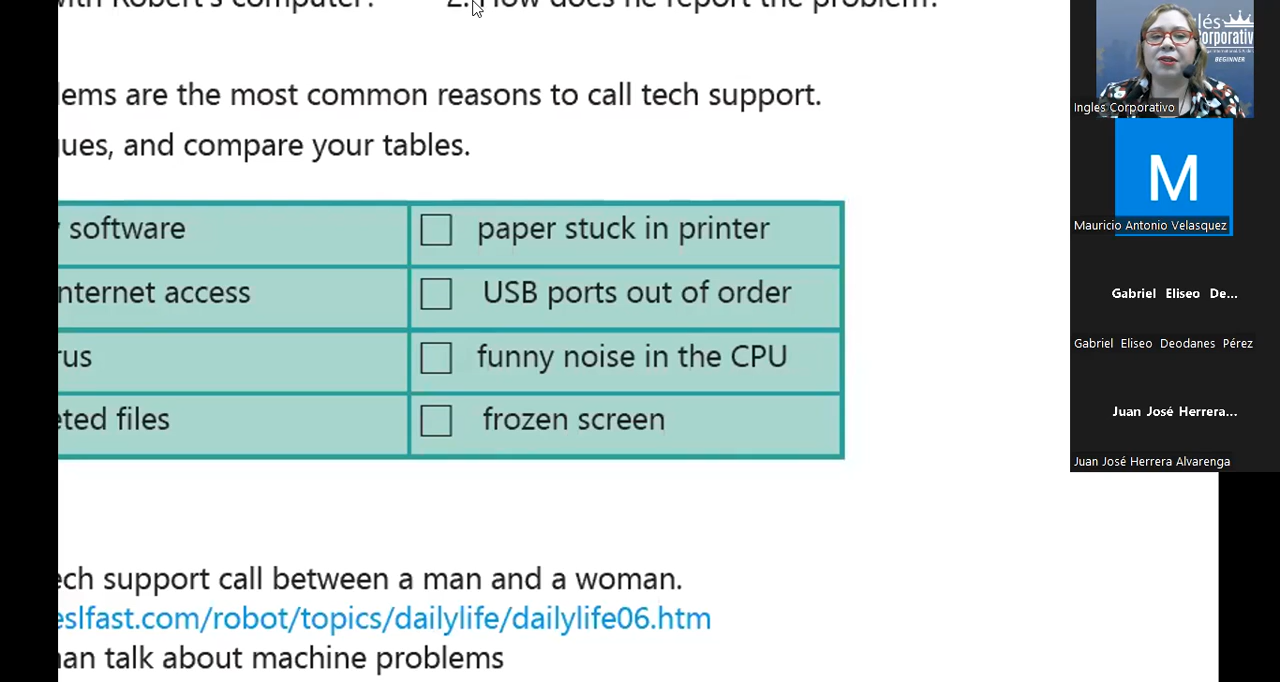 with Robert's computer? 2. How does he report the problem?
lems are the most common reasons to call tech support.
ues, and compare your tables.
software
paper stuck in printer
nternet access
USB ports out of order
rus
funny noise in the CPU
eted files
frozen screen
ech support call between a man and a woman.
eslfast.com/robot/topics/dailylife/dailylife06.htm
an talk about machine problems
lés
orporativ
BEGINNER
Ingles Corporativo
M
Mauricio Antonio Velasquez
Gabriel Eliseo De...
Gabriel Eliseo Deodanes Pérez
Juan José Herrera...
Juan José Herrera Alvarenga